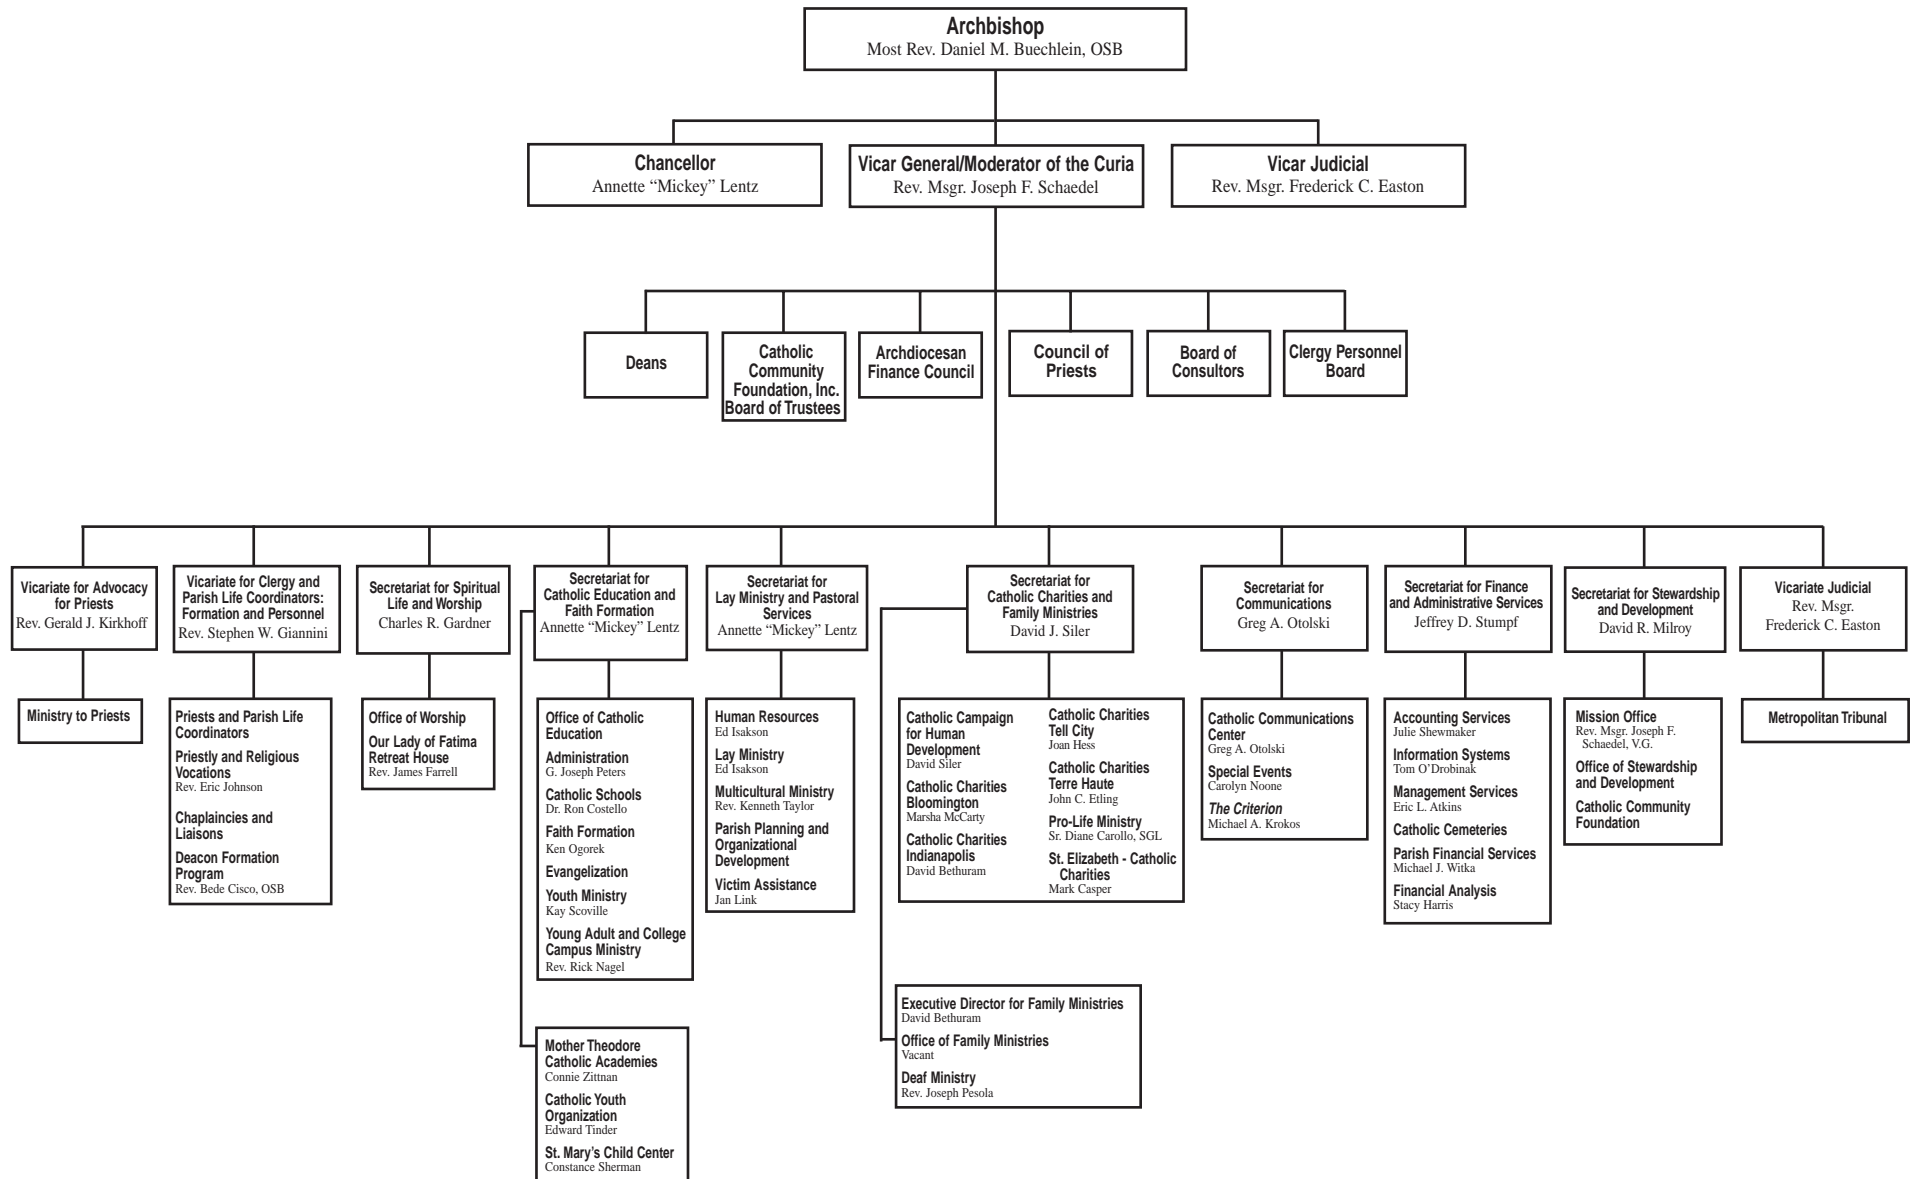 Archbishop
Most Rev. Daniel M. Buechlein, OSB
Chancellor
Annette “Mickey” Lentz
Vicar General/Moderator of the Curia
Rev. Msgr. Joseph F. Schaedel
Vicar Judicial
Rev. Msgr. Frederick C. Easton
Deans
Catholic
Community
Foundation, Inc.
Board of Trustees
Archdiocesan
Finance Council
Council of
Priests
Board of
Consultors
Clergy Personnel
Board
Vicariate for Advocacy
for Priests
Rev. Gerald J. Kirkhoff
Vicariate for Clergy and
Parish Life Coordinators:
Formation and Personnel
Rev. Stephen W. Giannini
Secretariat for Spiritual
Life and Worship
Charles R. Gardner
Secretariat for
Catholic Education and
Faith Formation
Annette “Mickey” Lentz
Secretariat for
Lay Ministry and Pastoral
Services
Annette “Mickey” Lentz
Secretariat for
Catholic Charities and
Family Ministries
David J. Siler
Secretariat for
Communications
Greg A. Otolski
Secretariat for Finance
and Administrative Services
Jeffrey D. Stumpf
Secretariat for Stewardship
and Development
David R. Milroy
Vicariate Judicial
Rev. Msgr.
Frederick C. Easton
Ministry to Priests
Priests and Parish Life
Coordinators
Priestly and Religious
Vocations
Rev. Eric Johnson
Chaplaincies and
Liaisons
Deacon Formation
Program
Rev. Bede Cisco, OSB
Office of Worship
Our Lady of Fatima
Retreat House
Rev. James Farrell
Office of Catholic
Education
Administration
G. Joseph Peters
Catholic Schools
Dr. Ron Costello
Faith Formation
Ken Ogorek
Evangelization
Youth Ministry
Kay Scoville
Young Adult and College
Campus Ministry
Rev. Rick Nagel
Human Resources
Ed Isakson
Lay Ministry
Ed Isakson
Multicultural Ministry
Rev. Kenneth Taylor
Parish Planning and
Organizational
Development
Victim Assistance
Jan Link
Catholic Campaign
for Human
Development
David Siler
Catholic Charities
Bloomington
Marsha McCarty
Catholic Charities
Indianapolis
David Bethuram
Catholic Charities
Tell City
Joan Hess
Catholic Charities
Terre Haute
John C. Etling
Pro-Life Ministry
Sr. Diane Carollo, SGL
St. Elizabeth - Catholic
Charities
Mark Casper
Catholic Communications
Center
Greg A. Otolski
Special Events
Carolyn Noone
The Criterion
Michael A. Krokos
Accounting Services
Julie Shewmaker
Information Systems
Tom O’Drobinak
Management Services
Eric L. Atkins
Catholic Cemeteries
Parish Financial Services
Michael J. Witka
Financial Analysis
Stacy Harris
Mission Office
Rev. Msgr. Joseph F.
Schaedel, V.G.
Office of Stewardship
and Development
Catholic Community
Foundation
Metropolitan Tribunal
Mother Theodore
Catholic Academies
Connie Zittnan
Catholic Youth
Organization
Edward Tinder
St. Mary’s Child Center
Constance Sherman
Executive Director for Family Ministries
David Bethuram
Office of Family Ministries
Vacant
Deaf Ministry
Rev. Joseph Pesola